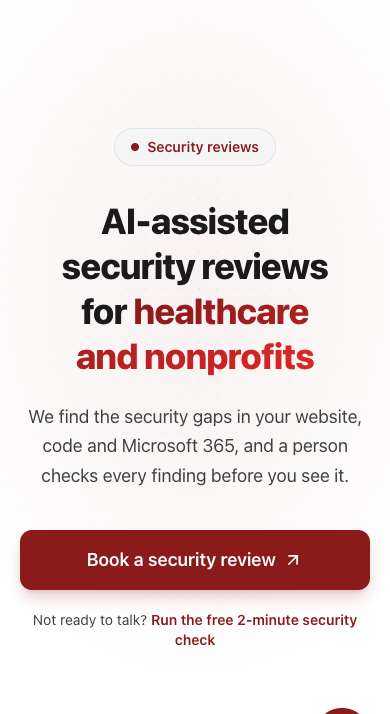 Security reviews
AI-assisted
security reviews
for healthcare
and nonprofits
We find the security gaps in your website,
code and Microsoft 365, and a person
checks every finding before you see it.
Book a security review
Not ready to talk? Run the free 2-minute security
check